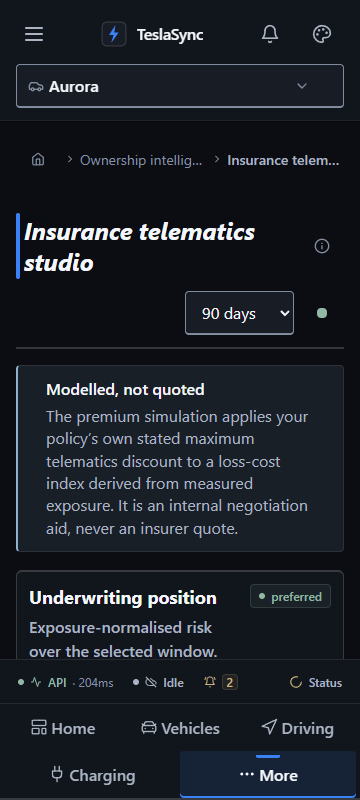 TeslaSync
Aurora
Ownership intellig... Insurance telem...
Insurance telematics
studio
90 days
Modelled, not quoted
The premium simulation applies your
policy's own stated maximum
telematics discount to a loss-cost
index derived from measured
exposure. It is an internal negotiation
aid, never an insurer quote.
Underwriting position
preferred
Exposure-normalised risk
over the selected window.
API · 204ms Idle 2 Status
Home Vehicles Driving
Charging More